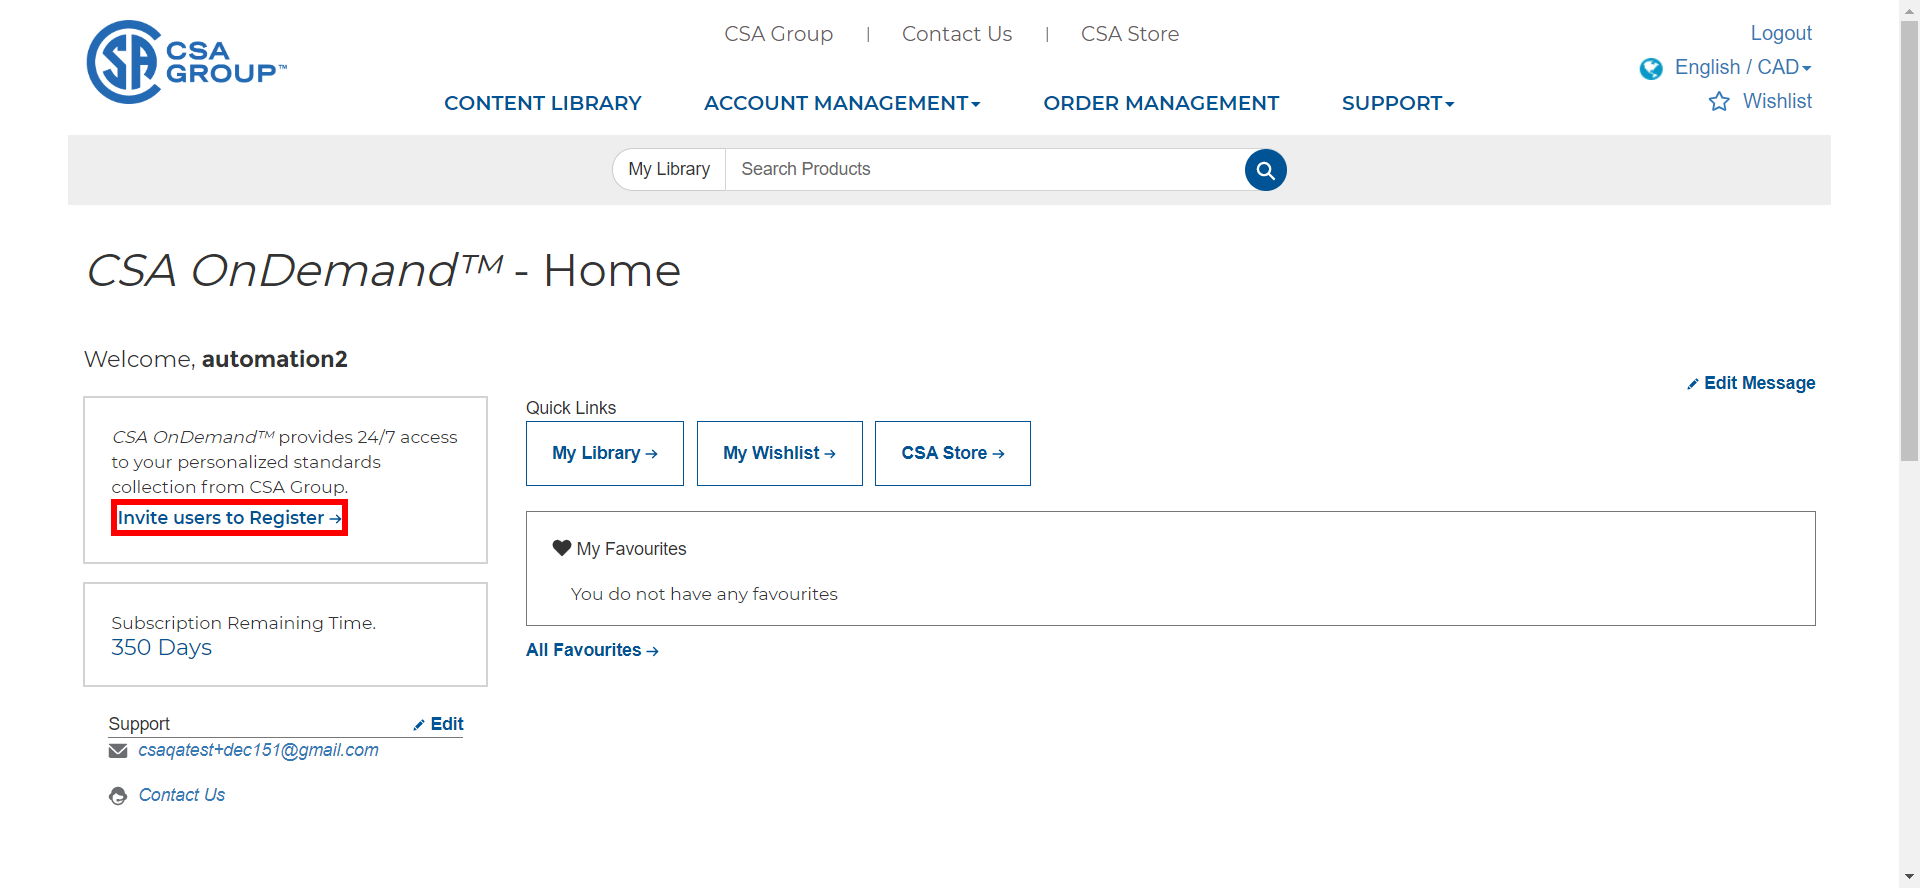 CSA GROUP™
CSA Group | Contact Us | CSA Store
Logout
English / CAD
Wishlist
CONTENT LIBRARY ACCOUNT MANAGEMENT ORDER MANAGEMENT SUPPORT
My Library Search Products
CSA OnDemand™ - Home
Welcome, automation2
Edit Message
CSA OnDemand™ provides 24/7 access
to your personalized standards
collection from CSA Group.
Invite users to Register →
Subscription Remaining Time.
350 Days
Support Edit
csaqatest+dec151@gmail.com
Contact Us
Quick Links
My Library → My Wishlist → CSA Store →
My Favourites
You do not have any favourites
All Favourites →